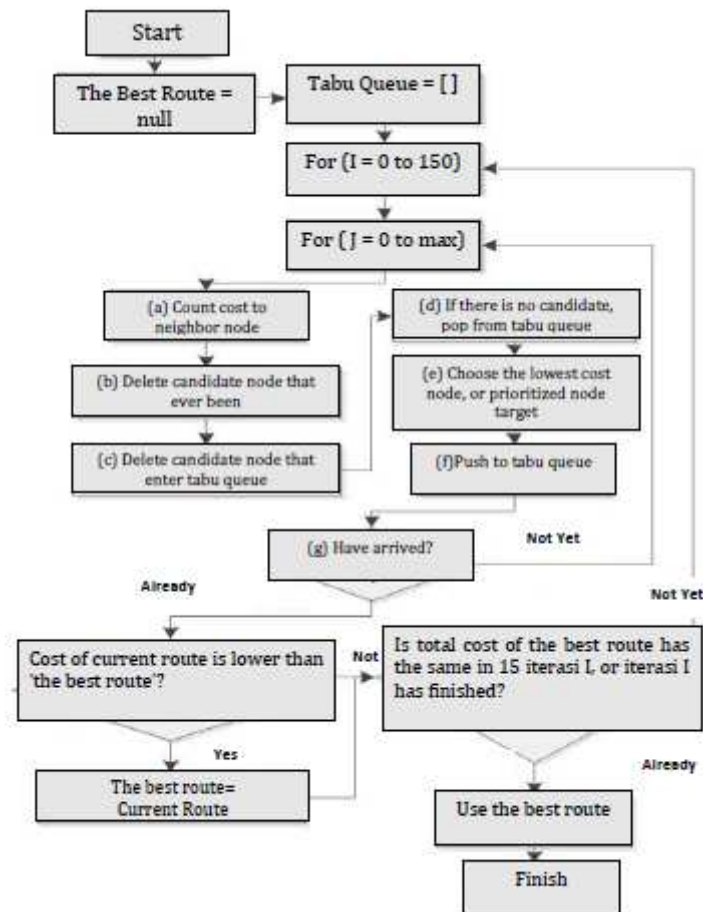 Start
The Best Route =
null
Tabu Queue = [ ]
For (I = 0 to 150)
For ( J = 0 to max)
(a) Count cost to
neighbor node
(b) Delete candidate node that
ever been
(c) Delete candidate node that
enter tabu queue
(d) If there is no candidate,
pop from tabu queue
(e) Choose the lowest cost
node, or prioritized node
target
(f)Push to tabu queue
(g) Have arrived?
Not Yet
Already
Cost of current route is lower than
'the best route'?
Not
Yes
The best route=
Current Route
Is total cost of the best route has
the same in 15 iterasi I, or iterasi I
has finished?
Not Yet
Already
Use the best route
Finish